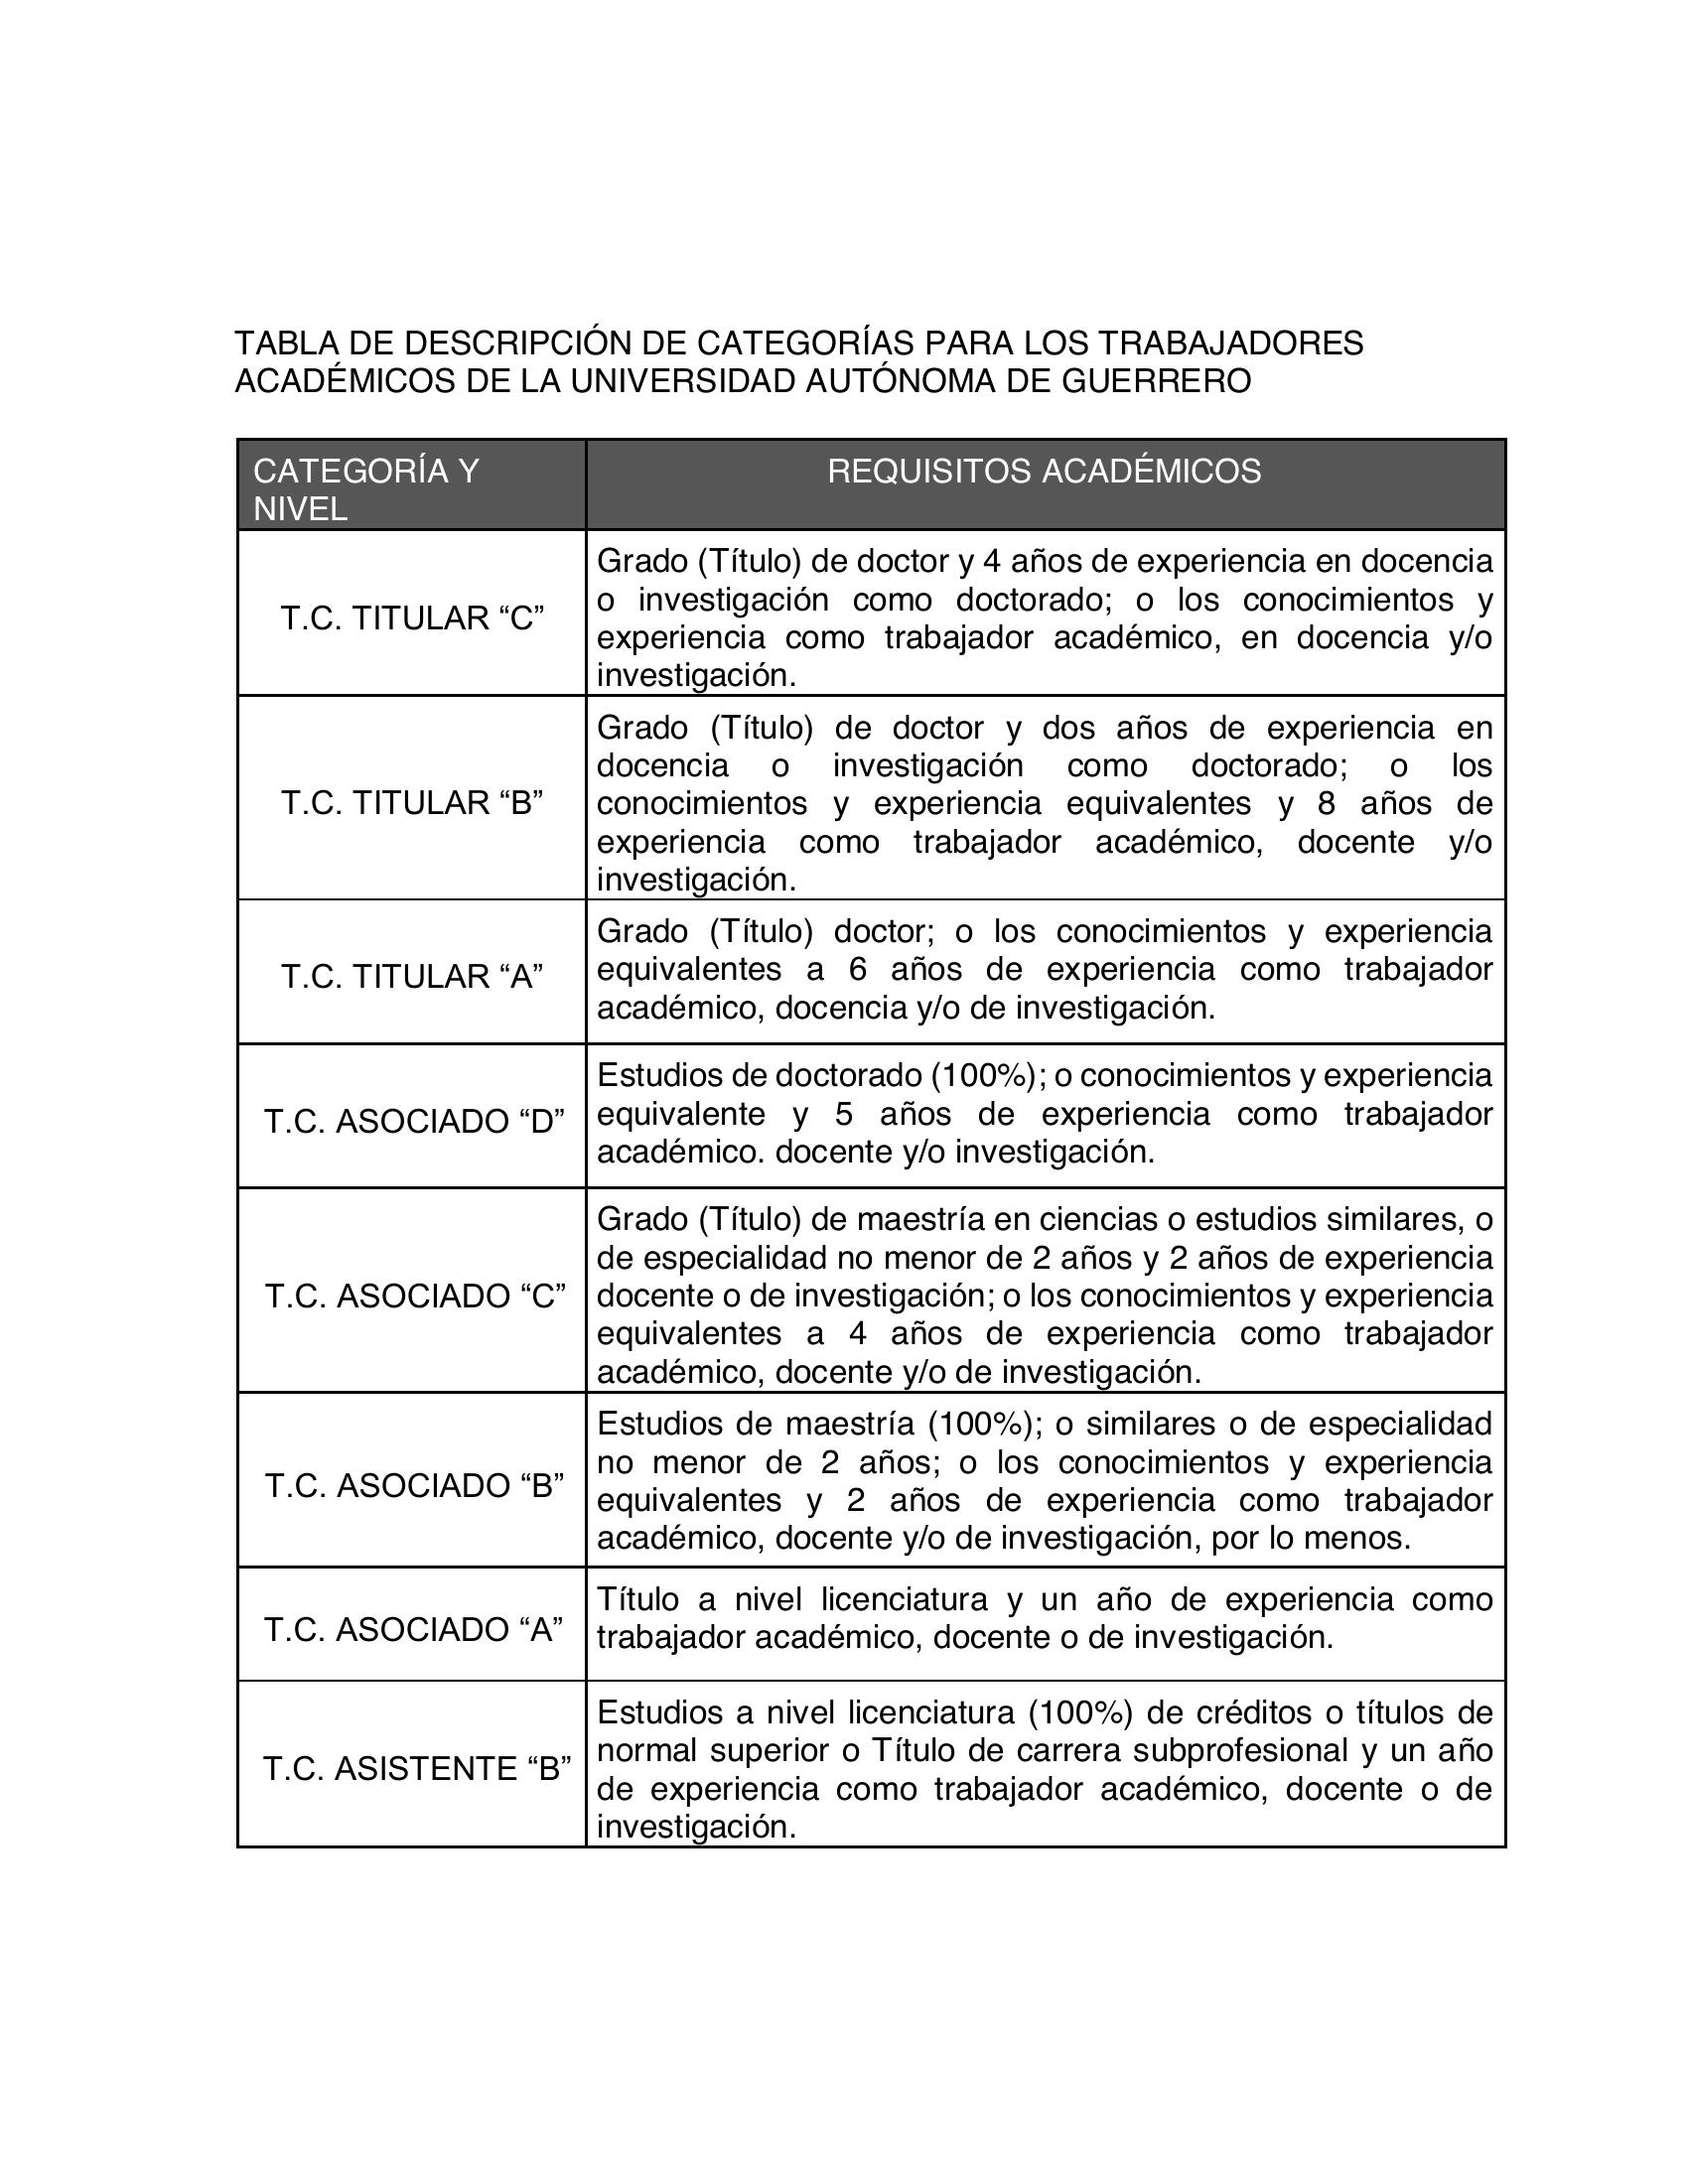 TABLA DE DESCRIPCIÓN DE CATEGORÍAS PARA LOS TRABAJADORES
ACADÉMICOS DE LA UNIVERSIDAD AUTÓNOMA DE GUERRERO
CATEGORÍA Y
NIVEL
REQUISITOS ACADÉMICOS
T.C. TITULAR “C”
Grado (Título) de doctor y 4 años de experiencia en docencia
o investigación como doctorado; o los conocimientos y
experiencia como trabajador académico, en docencia y/o
investigación.
T.C. TITULAR “B”
Grado (Título) de doctor y dos años de experiencia en
docencia o investigación como doctorado; o los
conocimientos y experiencia equivalentes y 8 años de
experiencia como trabajador académico, docente y/o
investigación.
T.C. TITULAR “A”
Grado (Título) doctor; o los conocimientos y experiencia
equivalentes a 6 años de experiencia como trabajador
académico, docencia y/o de investigación.
T.C. ASOCIADO “D”
Estudios de doctorado (100%); o conocimientos y experiencia
equivalente y 5 años de experiencia como trabajador
académico. docente y/o investigación.
T.C. ASOCIADO “C”
Grado (Título) de maestría en ciencias o estudios similares, o
de especialidad no menor de 2 años y 2 años de experiencia
docente o de investigación; o los conocimientos y experiencia
equivalentes a 4 años de experiencia como trabajador
académico, docente y/o de investigación.
T.C. ASOCIADO “B”
Estudios de maestría (100%); o similares o de especialidad
no menor de 2 años; o los conocimientos y experiencia
equivalentes y 2 años de experiencia como trabajador
académico, docente y/o de investigación, por lo menos.
T.C. ASOCIADO “A”
Título a nivel licenciatura y un año de experiencia como
trabajador académico, docente o de investigación.
T.C. ASISTENTE “B”
Estudios a nivel licenciatura (100%) de créditos o títulos de
normal superior o Título de carrera subprofesional y un año
de experiencia como trabajador académico, docente o de
investigación.